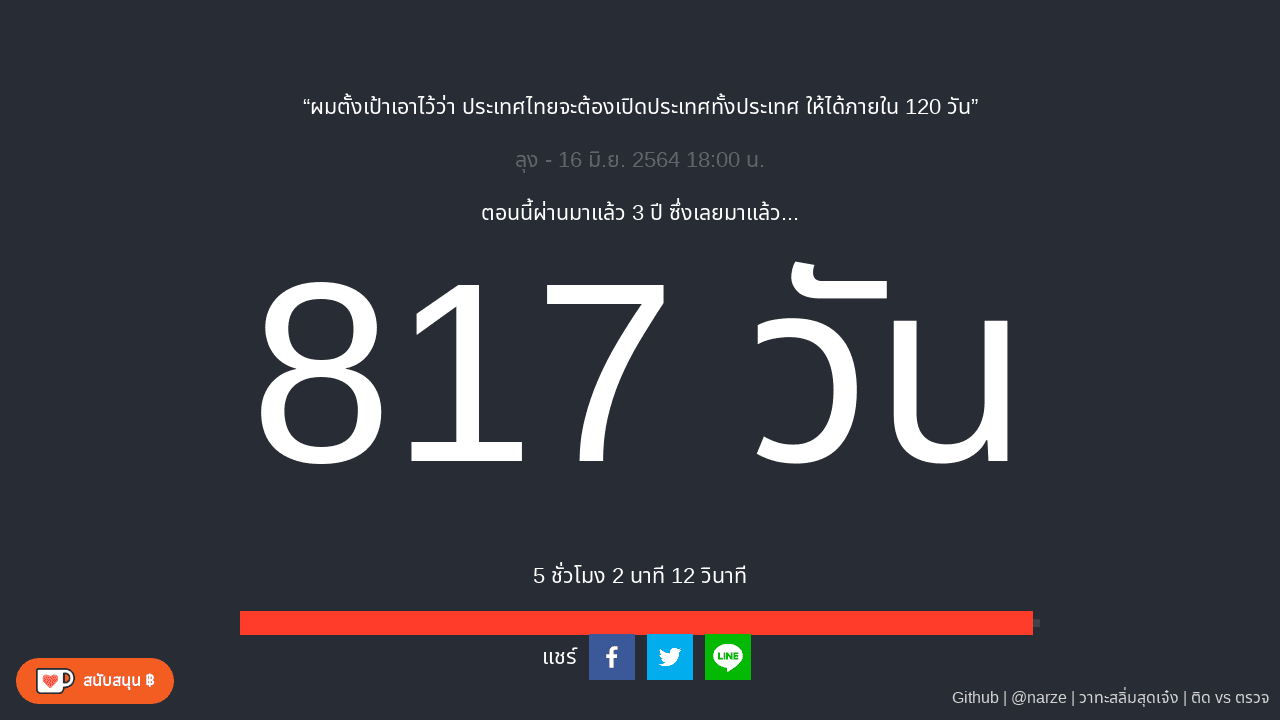 “ผมตั้งเป้าเอาไว้ว่า ประเทศไทยจะต้องเปิดประเทศทั้งประเทศ ให้ได้ภายใน 120 วัน”
ลุง - 16 มิ.ย. 2564 18:00 น.
ตอนนี้ผ่านมาแล้ว 3 ปี ซึ่งเลยมาแล้ว...
817 วัน
5 ชั่วโมง 2 นาที 12 วินาที
แชร์
LINE
สนับสนุน ฿
Github | @narze | วาทะสลิ่มสุดเจ๋ง | ติด vs ตรวจ